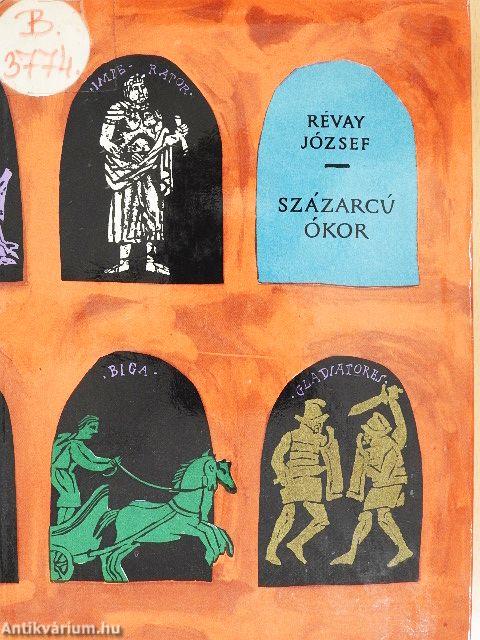 B.
3774.
·IMPE-RATOR·
RÉVAY
JÓZSEF
—
SZÁZARCÚ
ÓKOR
·BIGA·
·GLADIATORES·
Antikvárium.hu